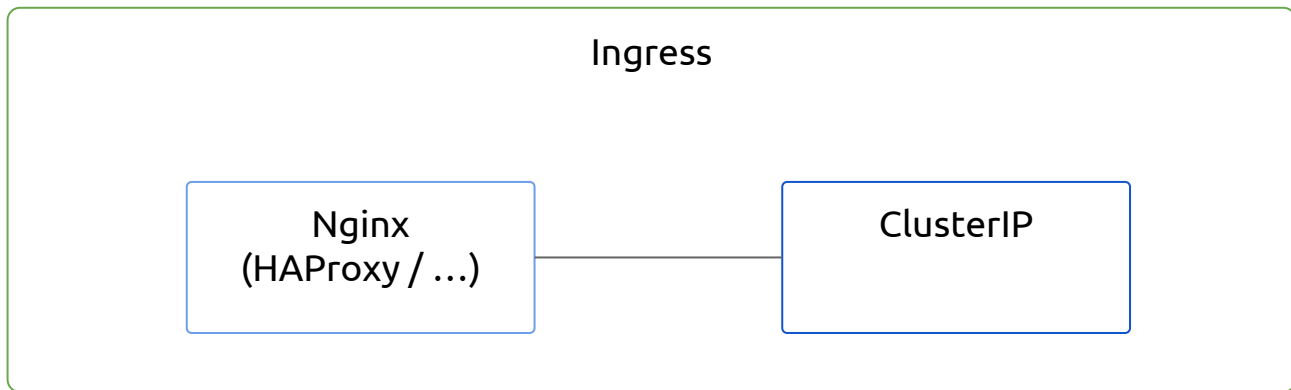 Ingress
Nginx
(HAProxy / …)
ClusterIP